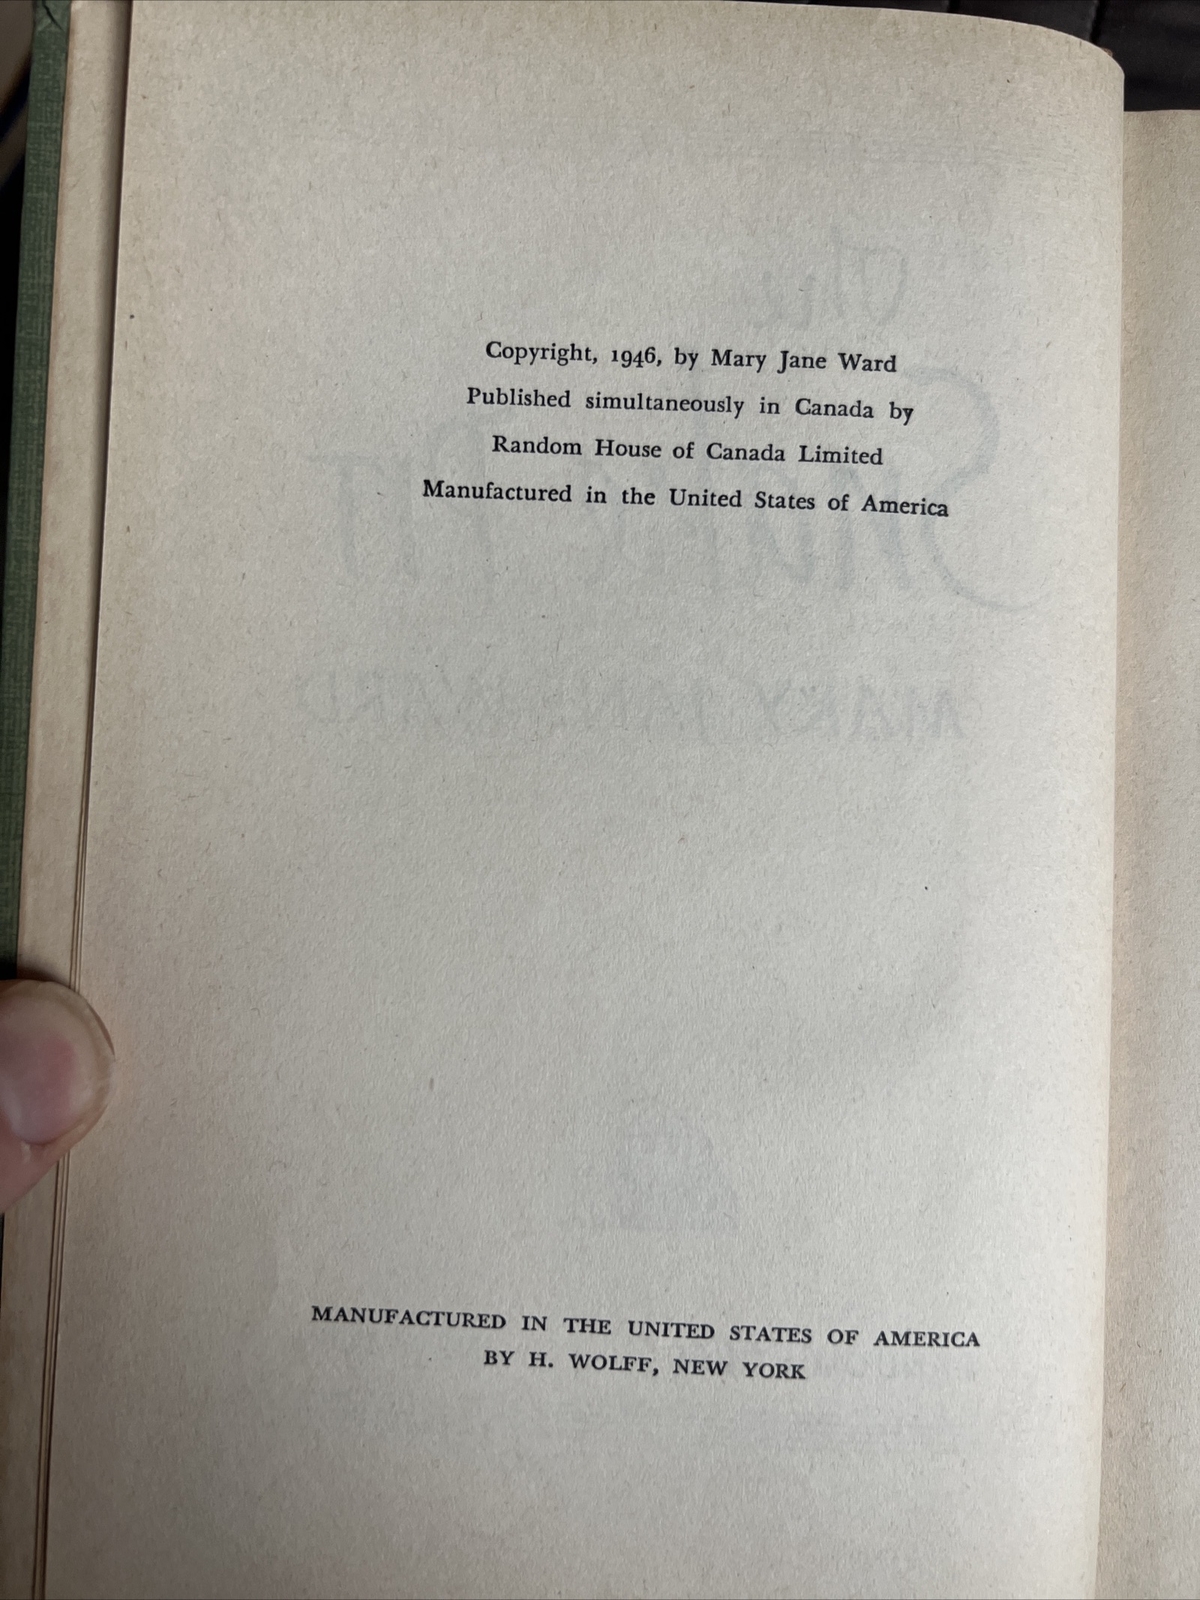 Copyright, 1946, by Mary Jane Ward
Published simultaneously in Canada by
Random House of Canada Limited
Manufactured in the United States of America
MANUFACTURED IN THE UNITED STATES OF AMERICA
BY H. WOLFF, NEW YORK